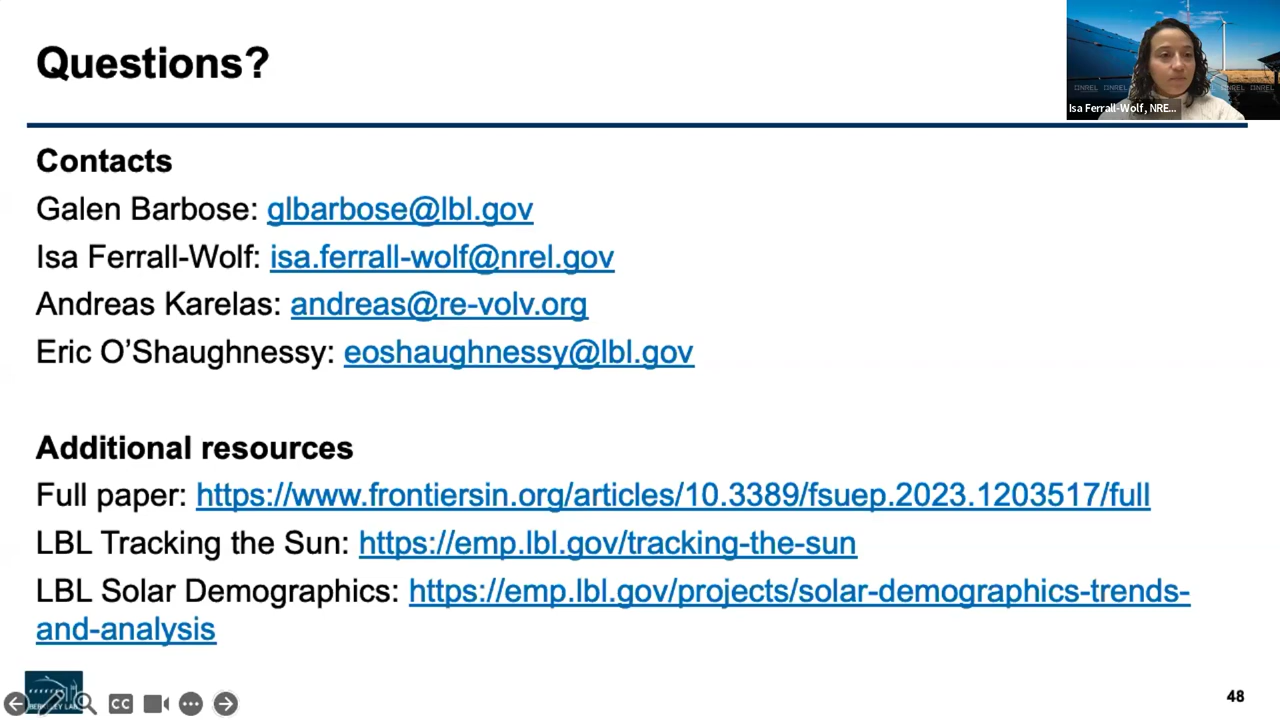 Questions?
Isa Ferrall-Wolf, NRE...
Contacts
Galen Barbose: glbarbose@lbl.gov
Isa Ferrall-Wolf: isa.ferrall-wolf@nrel.gov
Andreas Karelas: andreas@re-volv.org
Eric O’Shaughnessy: eoshaughnessy@lbl.gov
Additional resources
Full paper: https://www.frontiersin.org/articles/10.3389/fsuep.2023.1203517/full
LBL Tracking the Sun: https://emp.lbl.gov/tracking-the-sun
LBL Solar Demographics: https://emp.lbl.gov/projects/solar-demographics-trends-
and-analysis
CC
48